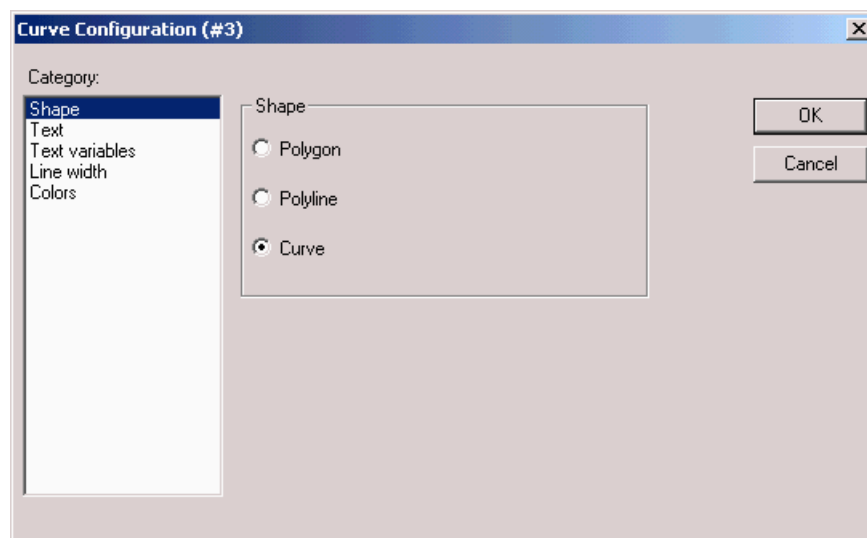 Curve Configuration (#3)
Category:
Shape
Text
Text variables
Line width
Colors
Shape
Polygon
Polyline
Curve
OK
Cancel